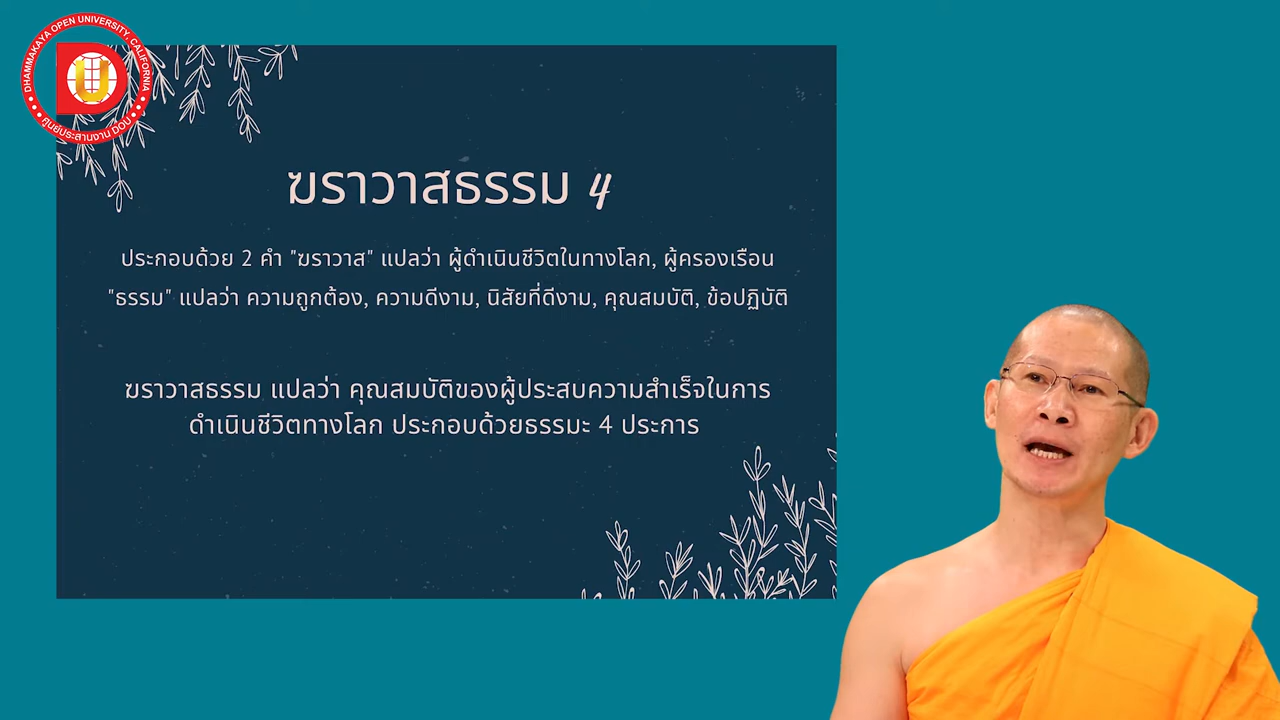 DHAMMAKAYA OPEN UNIVERSITY, CALIFORNIA
DOU
ศูนย์ประสานงาน DOU
ฆราวาสธรรม 4
ประกอบด้วย 2 คำ "ฆราวาส" แปลว่า ผู้ดำเนินชีวิตในทางโลก, ผู้ครองเรือน
"ธรรม" แปลว่า ความถูกต้อง, ความดีงาม, นิสัยที่ดีงาม, คุณสมบัติ, ข้อปฏิบัติ
ฆราวาสธรรม แปลว่า คุณสมบัติของผู้ประสบความสำเร็จในการ
ดำเนินชีวิตทางโลก ประกอบด้วยธรรมะ 4 ประการ